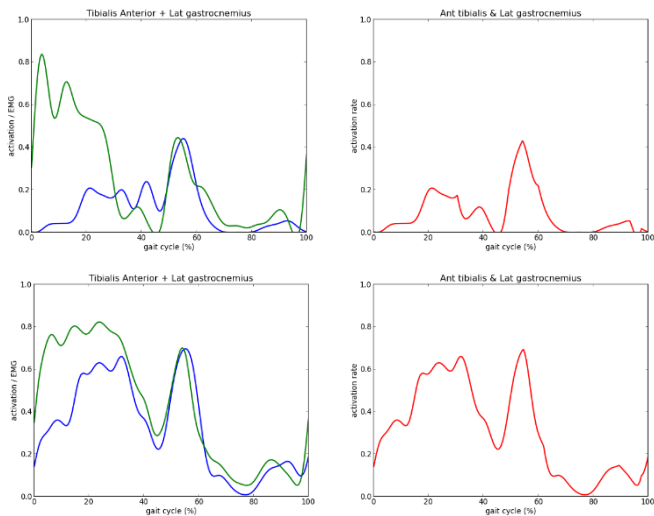 Tibialis Anterior + Lat gastrocnemius
1.0
0.8
0.6
0.4
0.2
0.0
activation / EMG
0 20 40 60 80 100
gait cycle (%)
Ant tibialis & Lat gastrocnemius
1.0
0.8
0.6
0.4
0.2
0.0
activation rate
0 20 40 60 80 100
gait cycle (%)
Tibialis Anterior + Lat gastrocnemius
1.0
0.8
0.6
0.4
0.2
0.0
activation / EMG
0 20 40 60 80 100
gait cycle (%)
Ant tibialis & Lat gastrocnemius
1.0
0.8
0.6
0.4
0.2
0.0
activation rate
0 20 40 60 80 100
gait cycle (%)